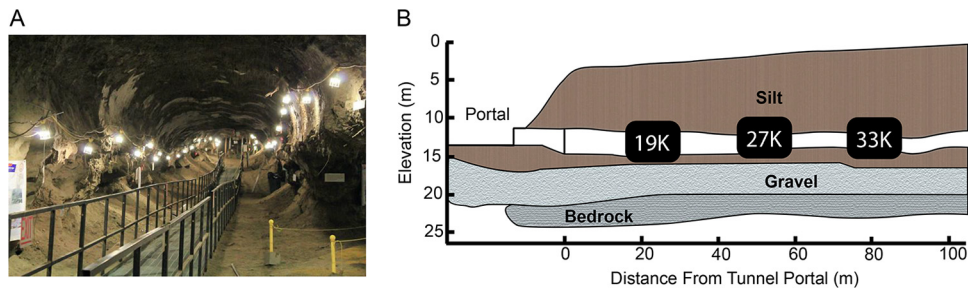 A
B
0
5
10
15
20
25
Elevation (m)
Portal
Silt
19K
27K
33K
Gravel
Bedrock
0
20
40
60
80
100
Distance From Tunnel Portal (m)